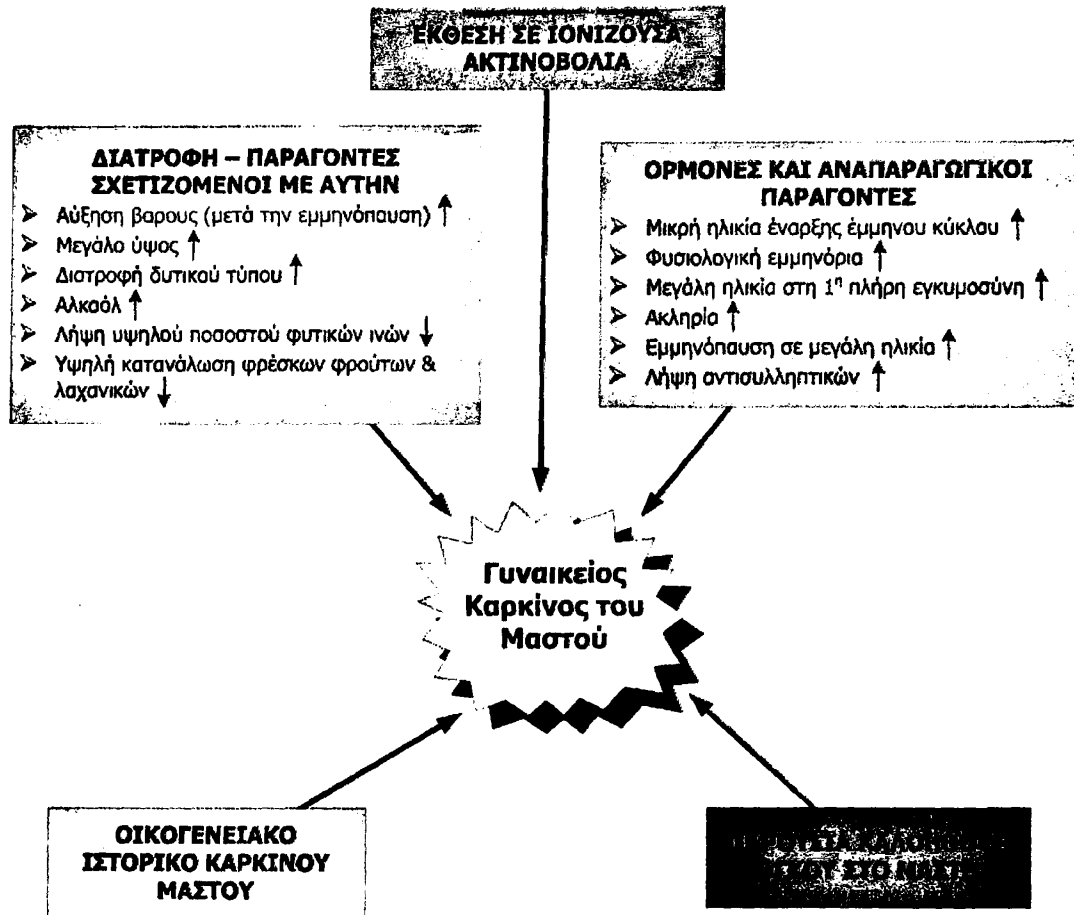 ΕΚΘΕΣΗ ΣΕ ΙΟΝΙΖΟΥΣΑ
ΑΚΤΙΝΟΒΟΛΙΑ
ΔΙΑΤΡΟΦΗ – ΠΑΡΑΓΟΝΤΕΣ
ΣΧΕΤΙΖΟΜΕΝΟΙ ΜΕ ΑΥΤΗΝ
➢ Αύξηση βαρους (μετά την εμμηνόπαυση) ↑
➢ Μεγάλο ύψος ↑
➢ Διατροφή δυτικού τύπου ↑
➢ Αλκοόλ ↑
➢ Λήψη υψηλού ποσοστού φυτικών ινών ↓
➢ Υψηλή κατανάλωση φρέσκων φρούτων &
λαχανικών ↓
ΟΡΜΟΝΕΣ ΚΑΙ ΑΝΑΠΑΡΑΓΩΓΙΚΟΙ
ΠΑΡΑΓΟΝΤΕΣ
➢ Μικρή ηλικία έναρξης έμμηνου κύκλου ↑
➢ Φυσιολογική εμμηνόρια ↑
➢ Μεγάλη ηλικία στη 1η πλήρη εγκυμοσύνη ↑
➢ Ακληρία ↑
➢ Εμμηνόπαυση σε μεγάλη ηλικία ↑
➢ Λήψη αντισυλληπτικών ↑
Γυναικείος
Καρκίνος του
Μαστού
ΟΙΚΟΓΕΝΕΙΑΚΟ
ΙΣΤΟΡΙΚΟ ΚΑΡΚΙΝΟΥ
ΜΑΣΤΟΥ
ΣΤΟ